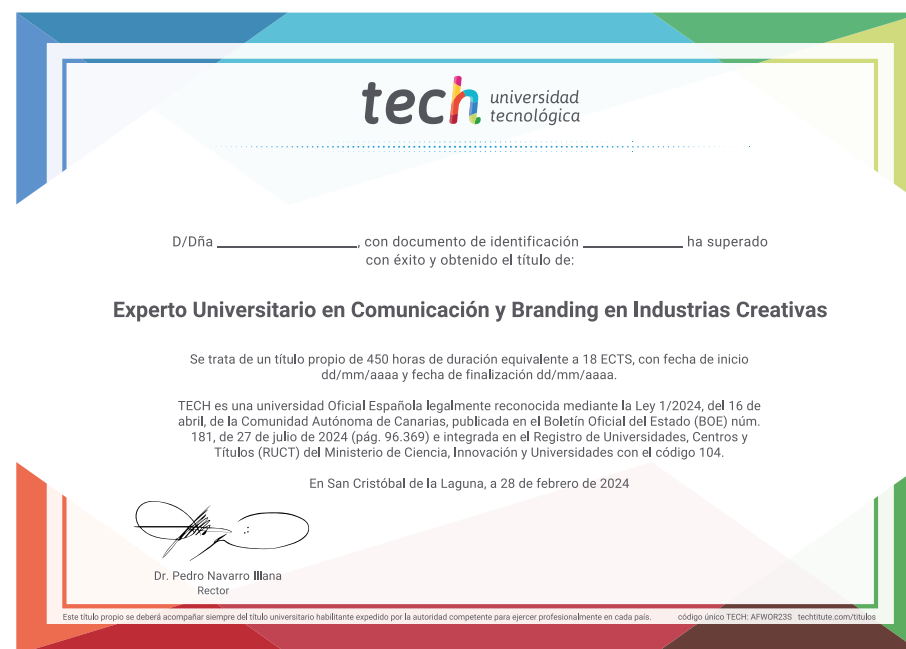 tech universidad
tecnológica
D/Dña ____________________, con documento de identificación ______________ ha superado
con éxito y obtenido el título de:
Experto Universitario en Comunicación y Branding en Industrias Creativas
Se trata de un título propio de 450 horas de duración equivalente a 18 ECTS, con fecha de inicio
dd/mm/aaaa y fecha de finalización dd/mm/aaaa.
TECH es una universidad Oficial Española legalmente reconocida mediante la Ley 1/2024, del 16 de
abril, de la Comunidad Autónoma de Canarias, publicada en el Boletín Oficial del Estado (BOE) núm.
181, de 27 de julio de 2024 (pág. 96.369) e integrada en el Registro de Universidades, Centros y
Títulos (RUCT) del Ministerio de Ciencia, Innovación y Universidades con el código 104.
En San Cristóbal de la Laguna, a 28 de febrero de 2024
Dr. Pedro Navarro Illana
Rector
Este título propio se deberá acompañar siempre del título universitario habilitante expedido por la autoridad competente para ejercer profesionalmente en cada país. código único TECH: AFWOR23S techtitute.com/titulos